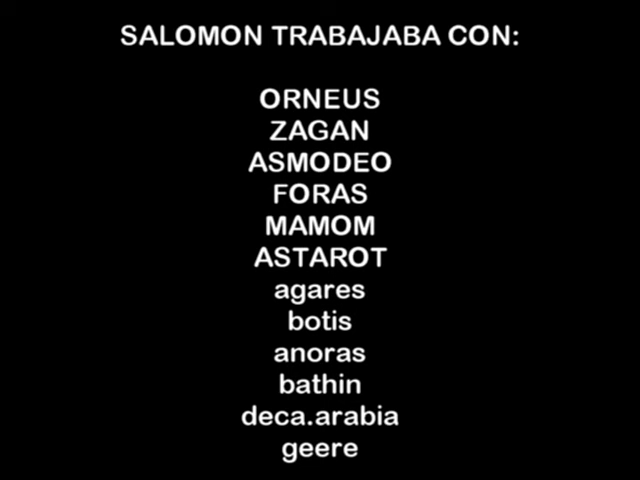 SALOMON TRABAJABA CON:
ORNEUS
ZAGAN
ASMODEO
FORAS
MAMOM
ASTAROT
agares
botis
anoras
bathin
deca.arabia
geere